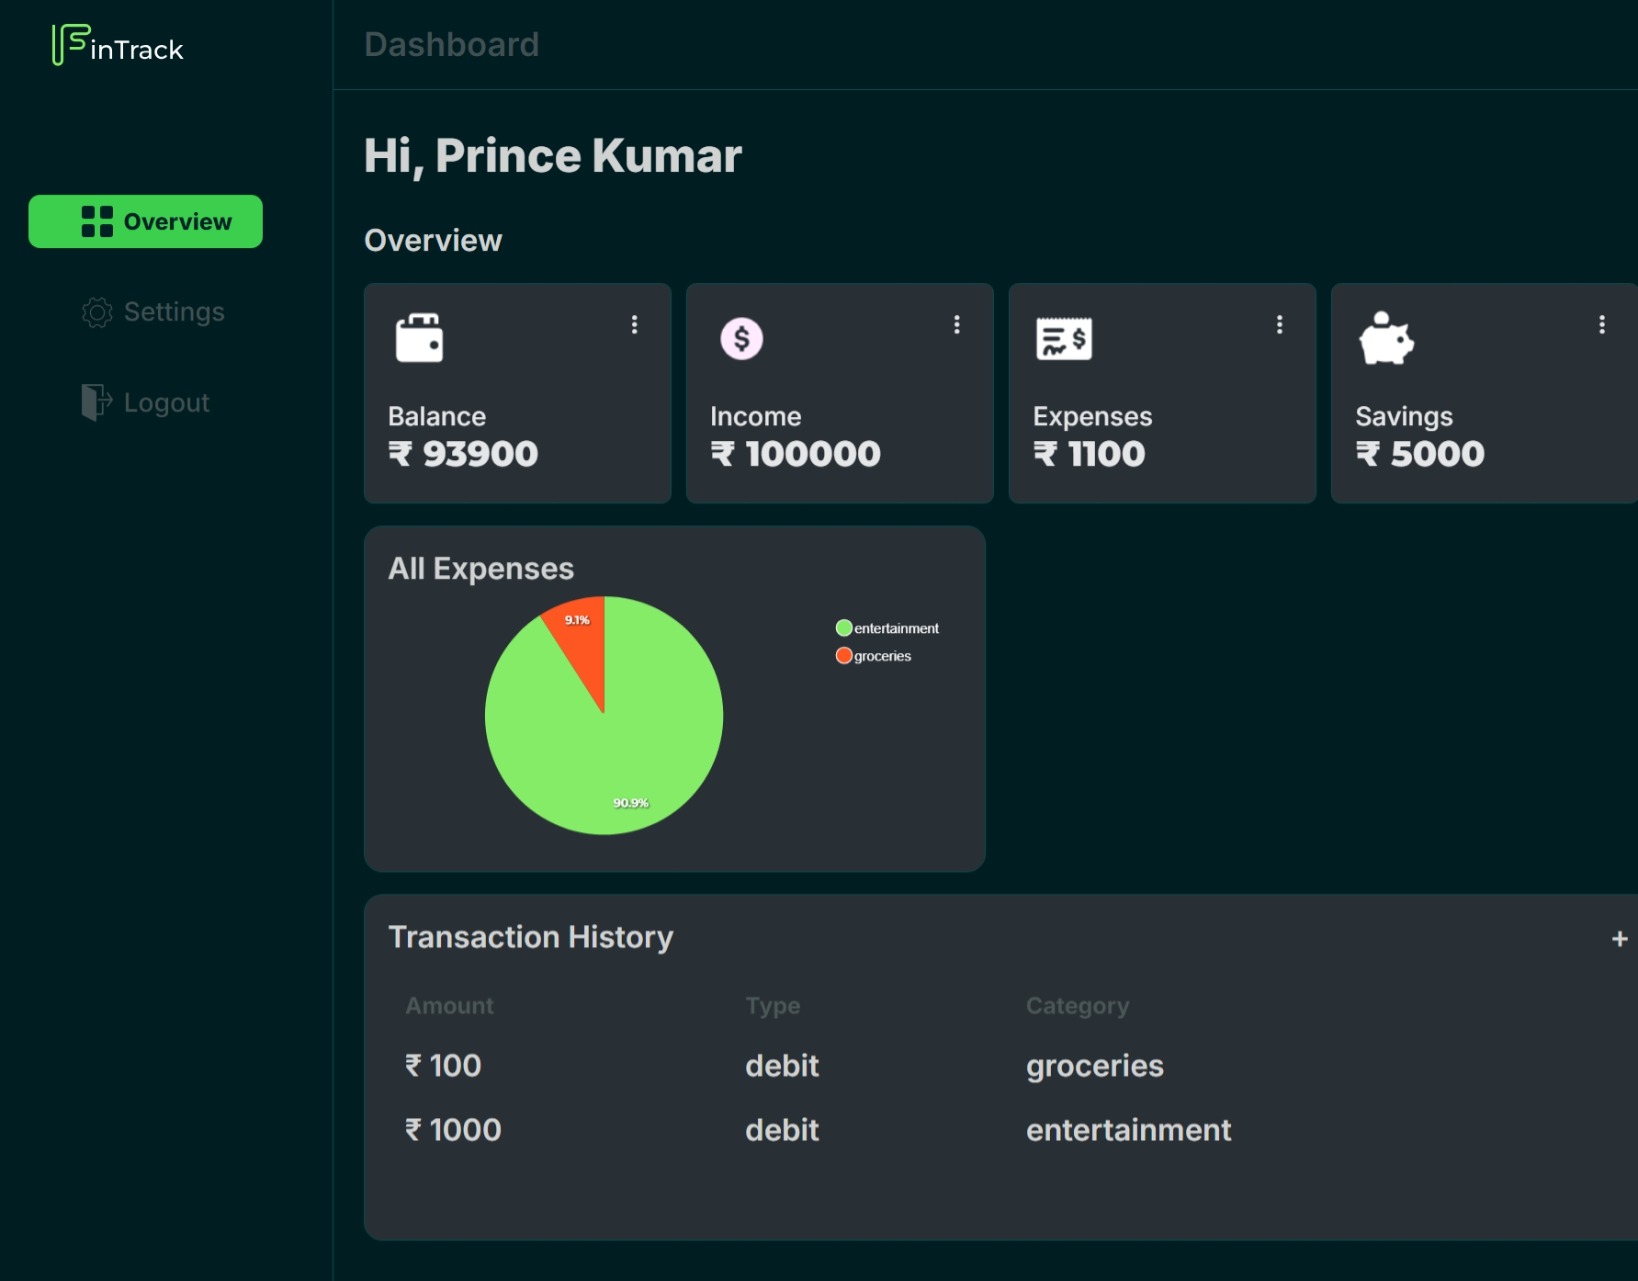 FinTrack
Dashboard
Hi, Prince Kumar
Overview
Settings
Logout
Overview
Balance
₹ 93900
Income
₹ 100000
Expenses
₹ 1100
Savings
₹ 5000
All Expenses
9.1%
90.9%
entertainment
groceries
Transaction History
+
Amount Type Category
₹ 100 debit groceries
₹ 1000 debit entertainment